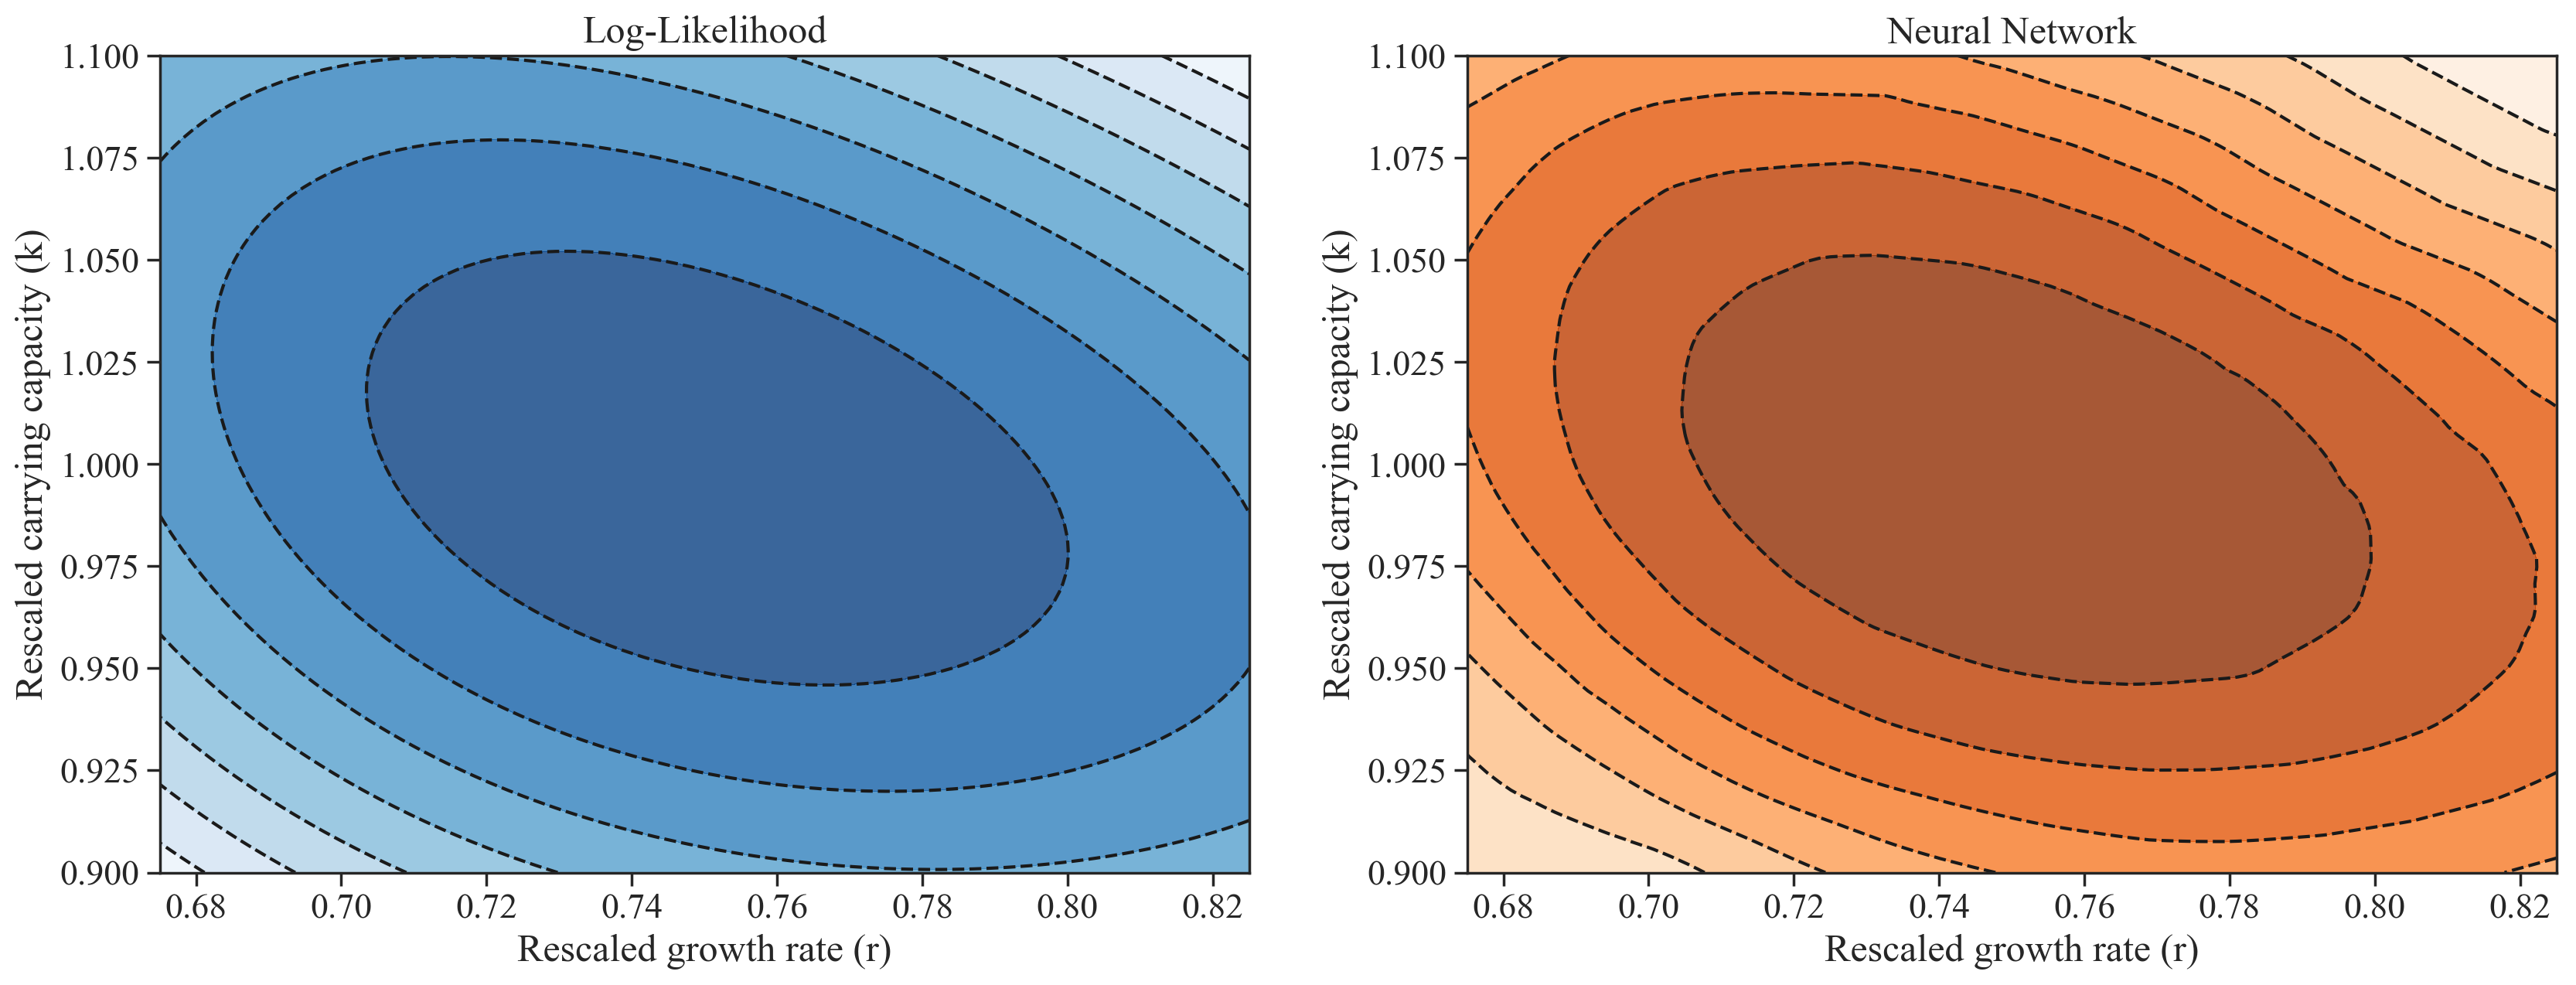 Log-Likelihood
Rescaled carrying capacity (k)
1.100
1.075
1.050
1.025
1.000
0.975
0.950
0.925
0.900
0.68 0.70 0.72 0.74 0.76 0.78 0.80 0.82
Rescaled growth rate (r)
Neural Network
Rescaled carrying capacity (k)
1.100
1.075
1.050
1.025
1.000
0.975
0.950
0.925
0.900
0.68 0.70 0.72 0.74 0.76 0.78 0.80 0.82
Rescaled growth rate (r)